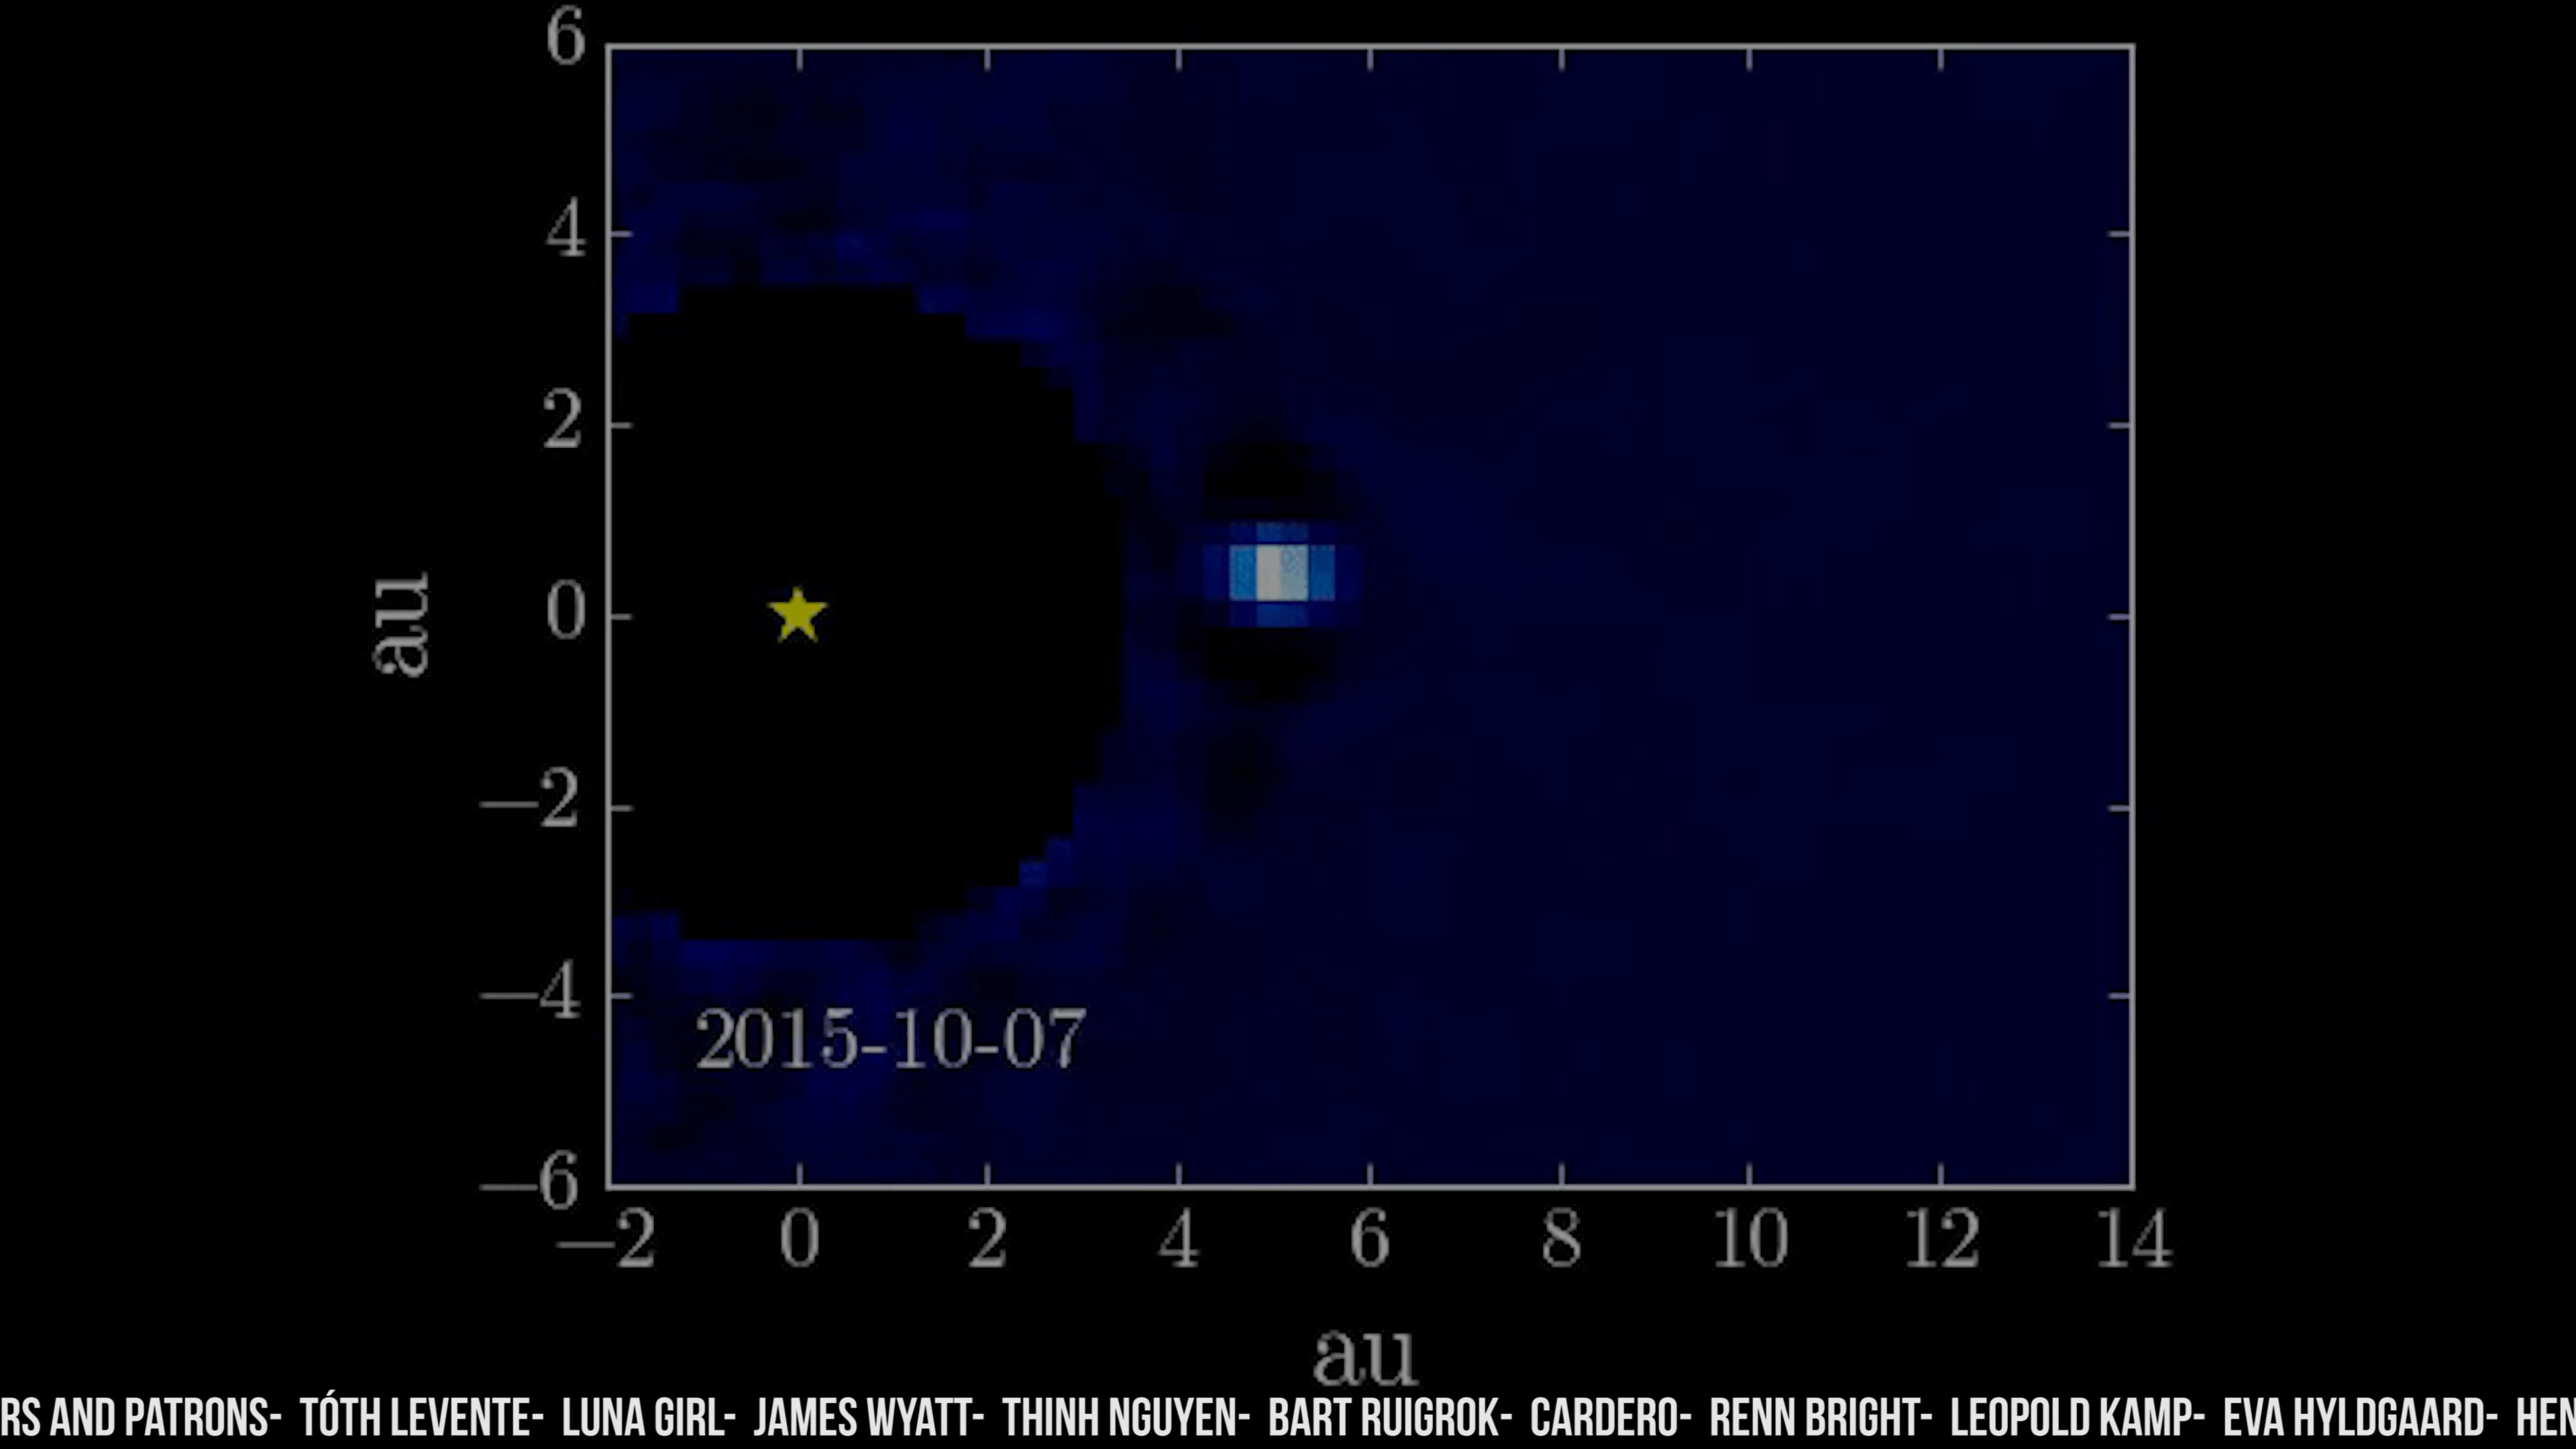 6
4
2
0
−2
−4
−6
au
2015-10-07
−2 0 2 4 6 8 10 12 14
au
RS AND PATRONS- TÓTH LEVENTE- LUNA GIRL- JAMES WYATT- THINH NGUYEN- BART RUIGROK- CARDERO- RENN BRIGHT- LEOPOLD KAMP- EVA HYLDGAARD- HEN